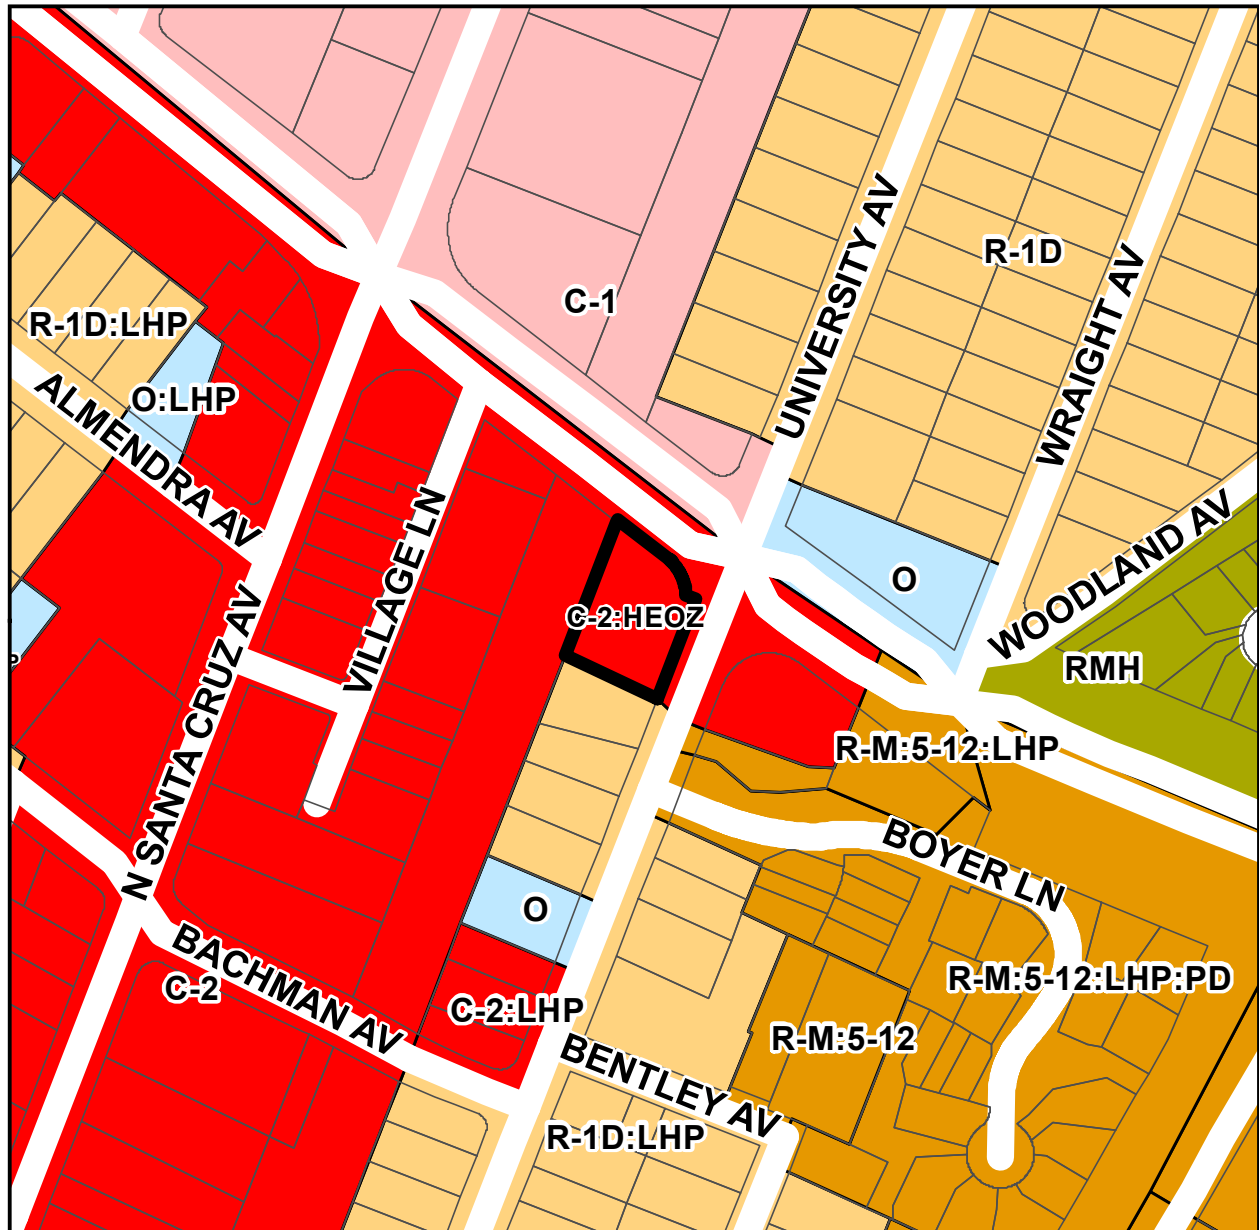 UNIVERSITY AV
R-1D
WRAIGHT AV
C-1
R-1D:LHP
O:LHP
ALMENDRA AV
VILLAGE LN
WOODLAND AV
O
C-2:HEOZ
N SANTA CRUZ AV
P
RMH
R-M:5-12:LHP
BOYER LN
O
BACHMAN AV
C-2
C-2:LHP
R-M:5-12:LHP:PD
R-M:5-12
BENTLEY AV
R-1D:LHP